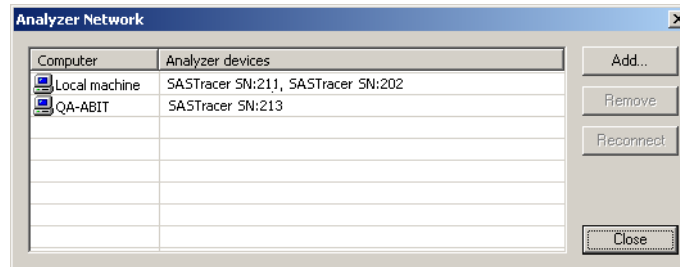 Analyzer Network
Computer Analyzer devices Add...
Local machine SASTracer SN:211, SASTracer SN:202
QA-ABIT SASTracer SN:213 Remove
Reconnect
Close